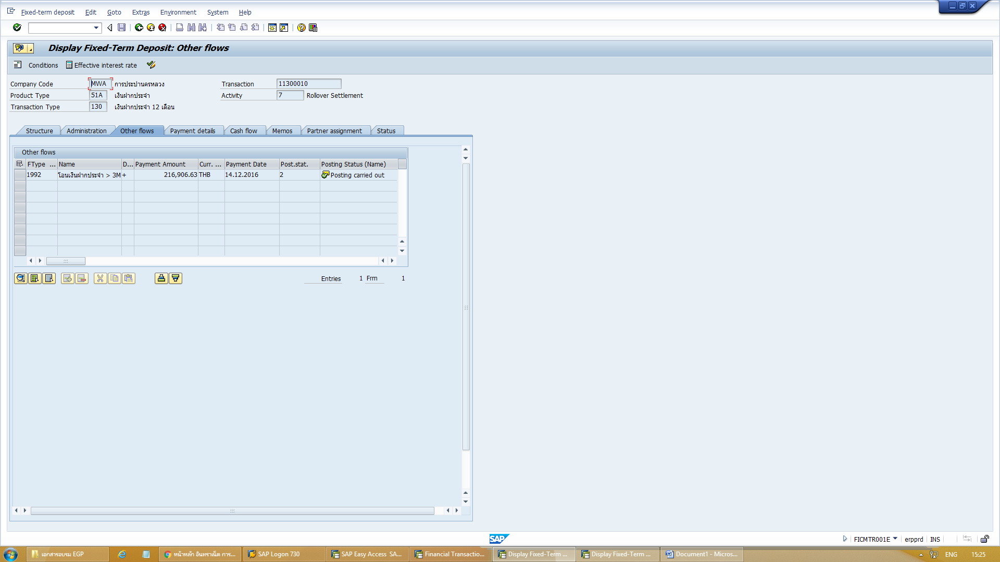 Fixed-term deposit Edit Goto Extras Environment System Help
Display Fixed-Term Deposit: Other flows
Conditions Effective interest rate
Company Code MWA การประปานครหลวง Transaction 11300010
Product Type 51A เงินฝากประจำ Activity 7 Rollover Settlement
Transaction Type 130 เงินฝากประจำ 12 เดือน
Structure Administration Other flows Payment details Cash flow Memos Partner assignment Status
Other flows
FType ... Name D... Payment Amount Curr. ... Payment Date Post.stat. Posting Status (Name)
1992 โอนเงินฝากประจำ > 3M + 216,906.63 THB 14.12.2016 2 Posting carried out
Entries 1 Frm 1
SAP FICMTR001E erpprd INS
เอกสารอบรม EGP หน้าหลัก อินทราเน็ต การ... SAP Logon 730 SAP Easy Access SA... Financial Transactio... Display Fixed-Term ... Display Fixed-Term ... Document1 - Micros... ENG 15:25